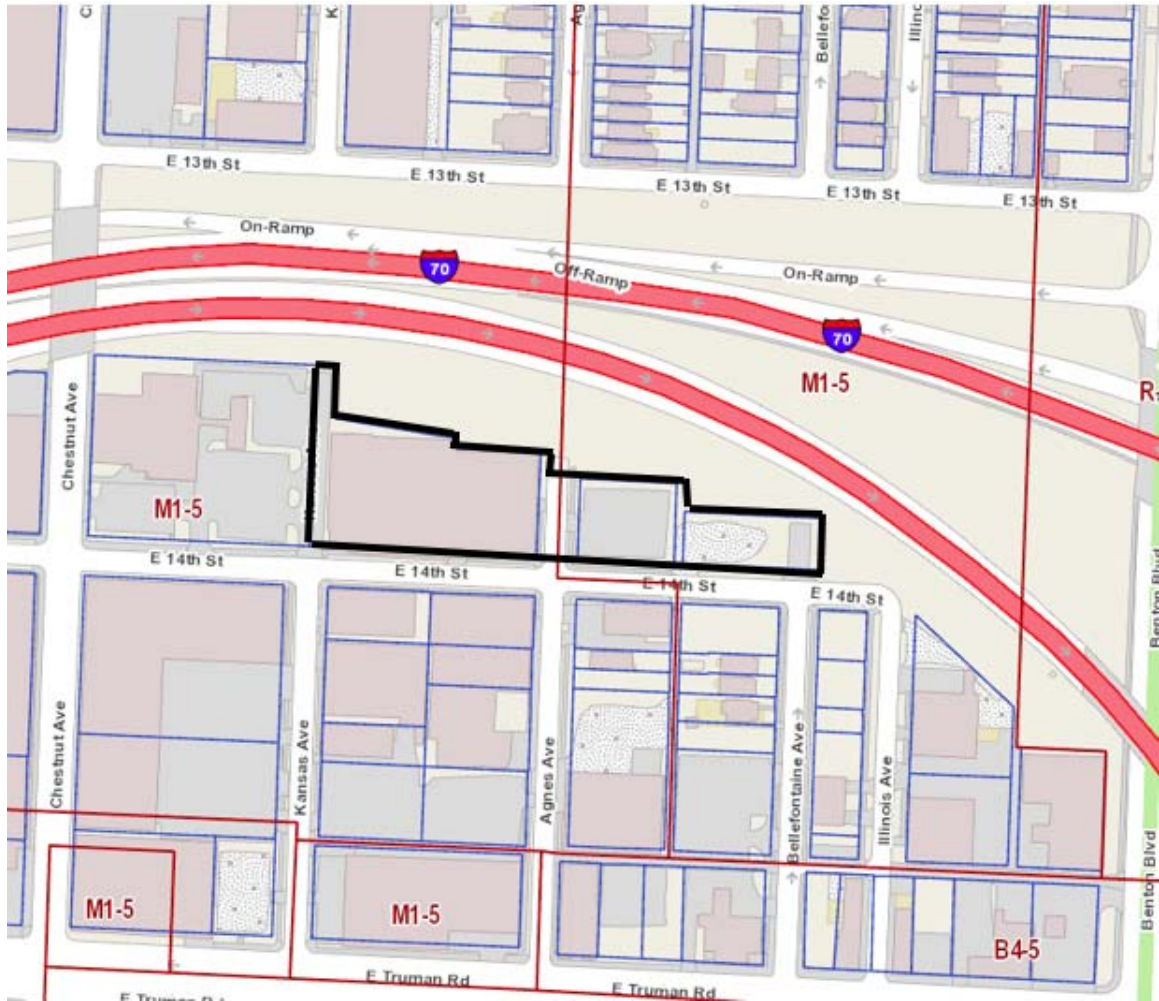 E 13th St
E 13th St
E 13th St
E 13th St
E 13th St
On-Ramp
70
Off-Ramp
On-Ramp
70
M1-5
Chestnut Ave
M1-5
E 14th St
E 14th St
E 14th St
E 14th St
Benton Blvd
Chestnut Ave
Kansas Ave
Agnes Ave
Bellefontaine Ave
Illinois Ave
Benton Blvd
M1-5
M1-5
B4-5
E Truman Rd
E Truman Rd